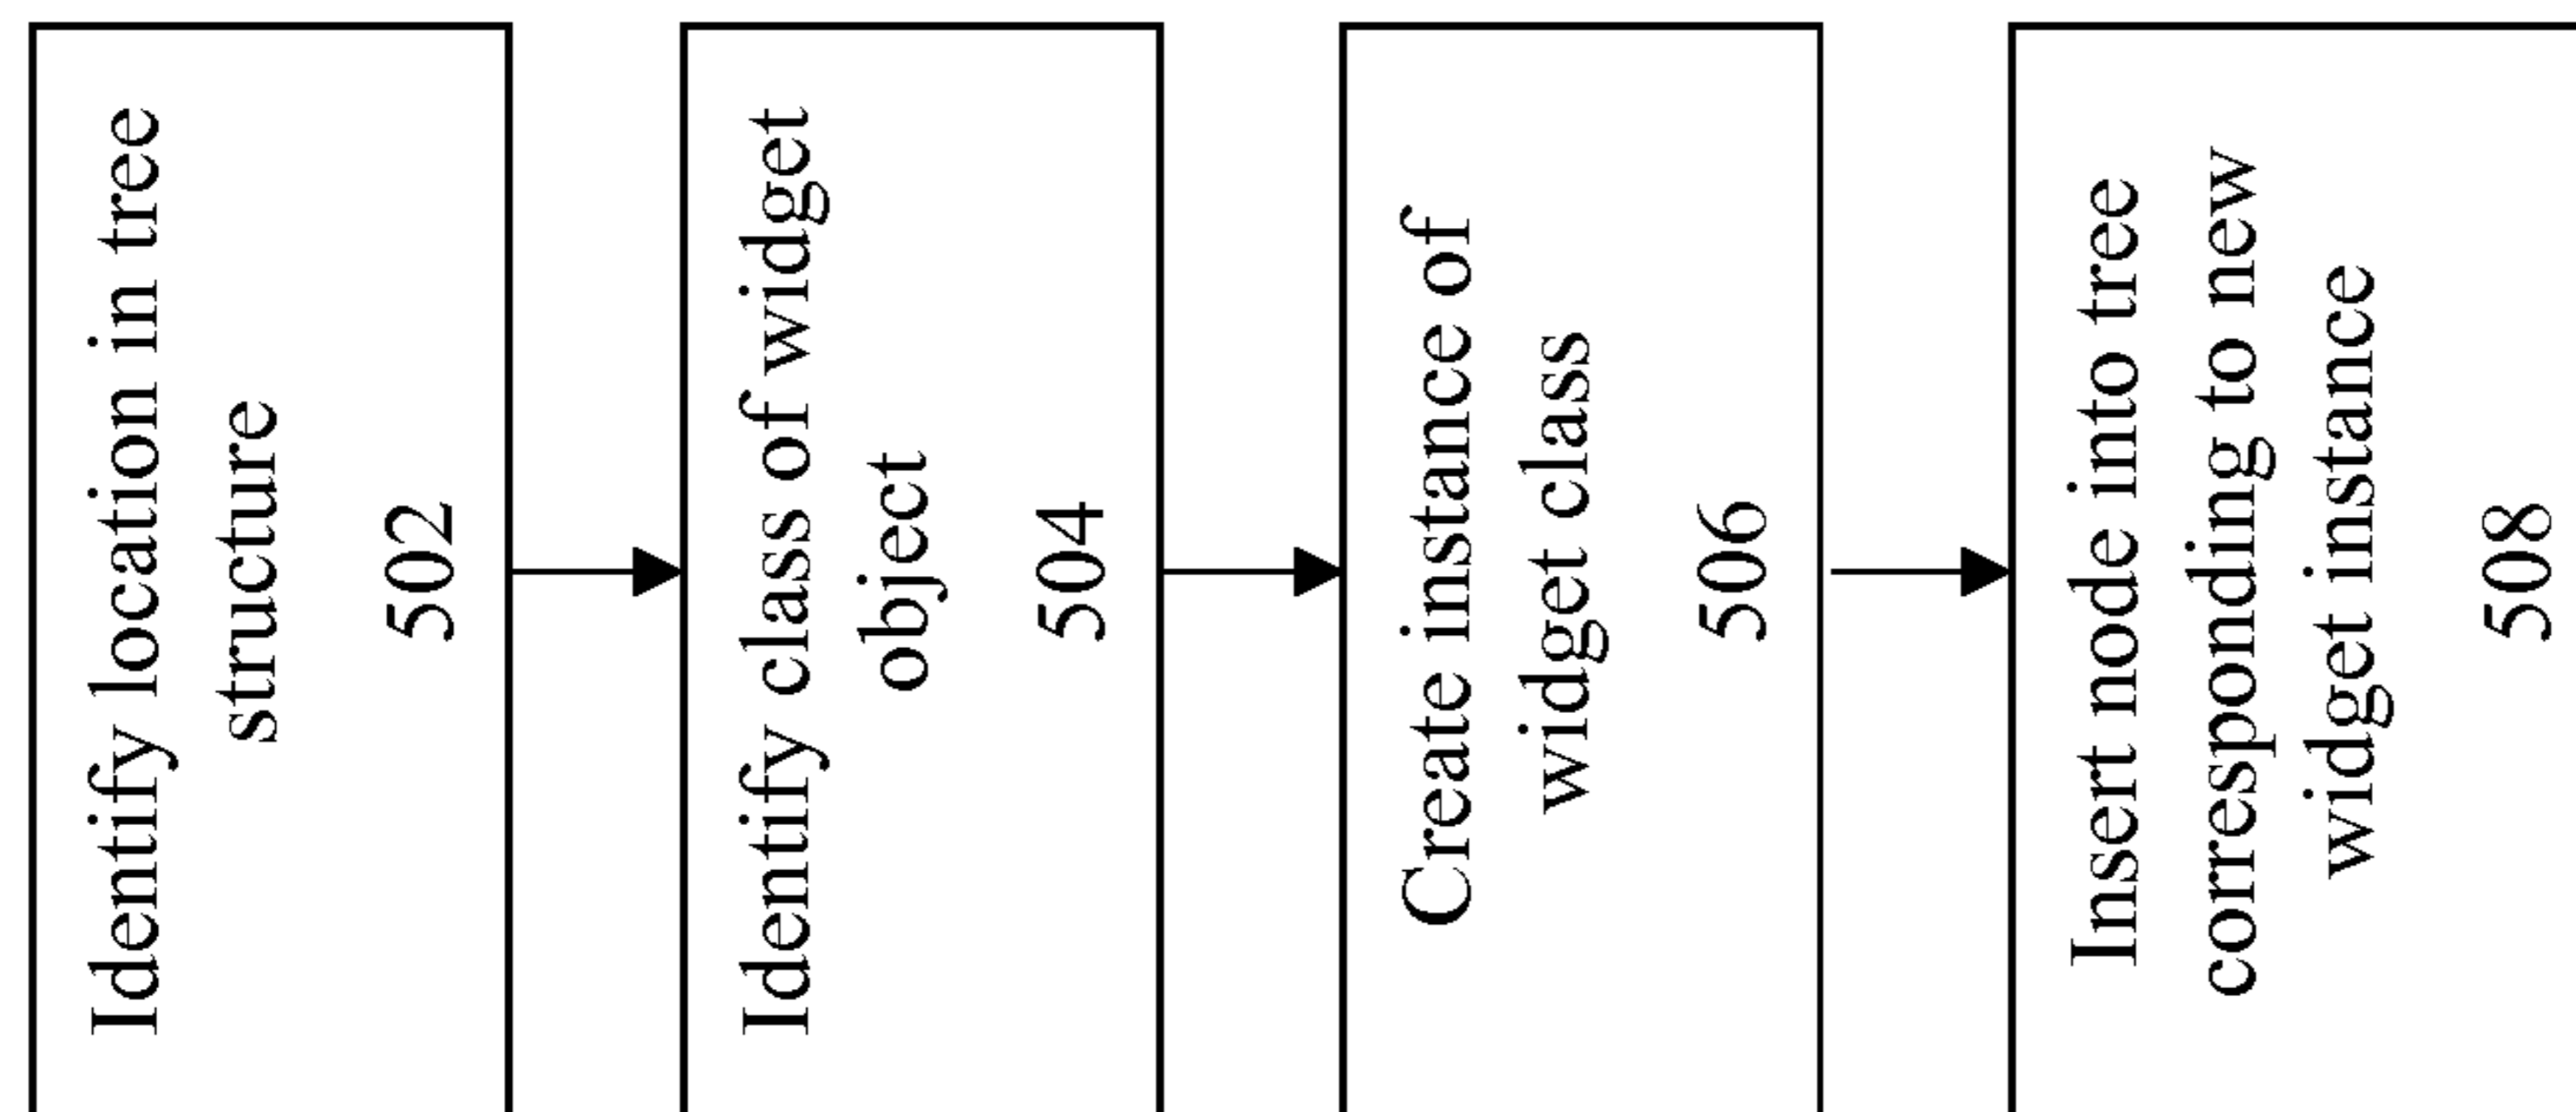 Identify location in tree
structure
502
Identify class of widget
object
504
Create instance of
widget class
506
Insert node into tree
corresponding to new
widget instance
508